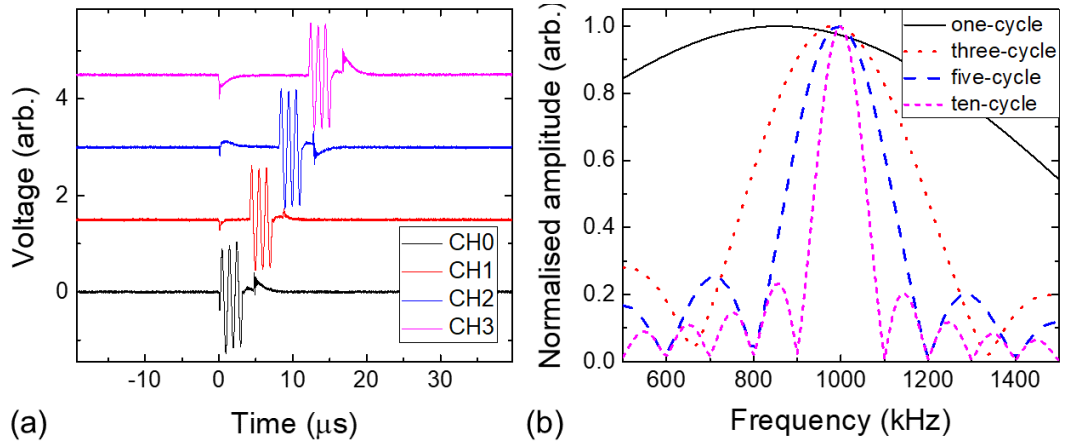 4
2
0
Voltage (arb.)
CH0
CH1
CH2
CH3
-10 0 10 20 30
(a) Time (μs)
1.0
0.8
0.6
0.4
0.2
0.0
Normalised amplitude (arb.)
one-cycle
three-cycle
five-cycle
ten-cycle
600 800 1000 1200 1400
(b) Frequency (kHz)